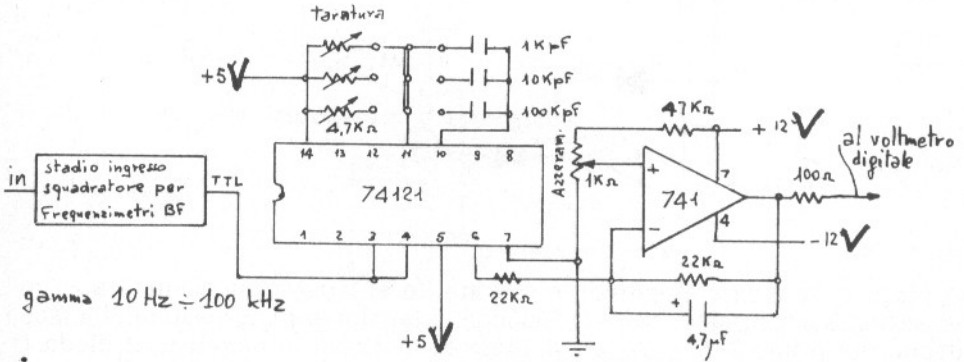 taratura
+5V
4,7KΩ
1KpF
10KpF
100KpF
14 13 12 11 10 9 8
74121
1 2 3 4 5 6 7
in
stadio ingresso
squadratore per
Frequenzimetri BF
TTL
gamma 10 Hz ÷ 100 kHz
+5V
22KΩ
Azzeram.
1KΩ
47KΩ
+12V
+
741
-
7
4
-12V
100Ω
al voltmetro
digitale
22KΩ
+
4,7µF